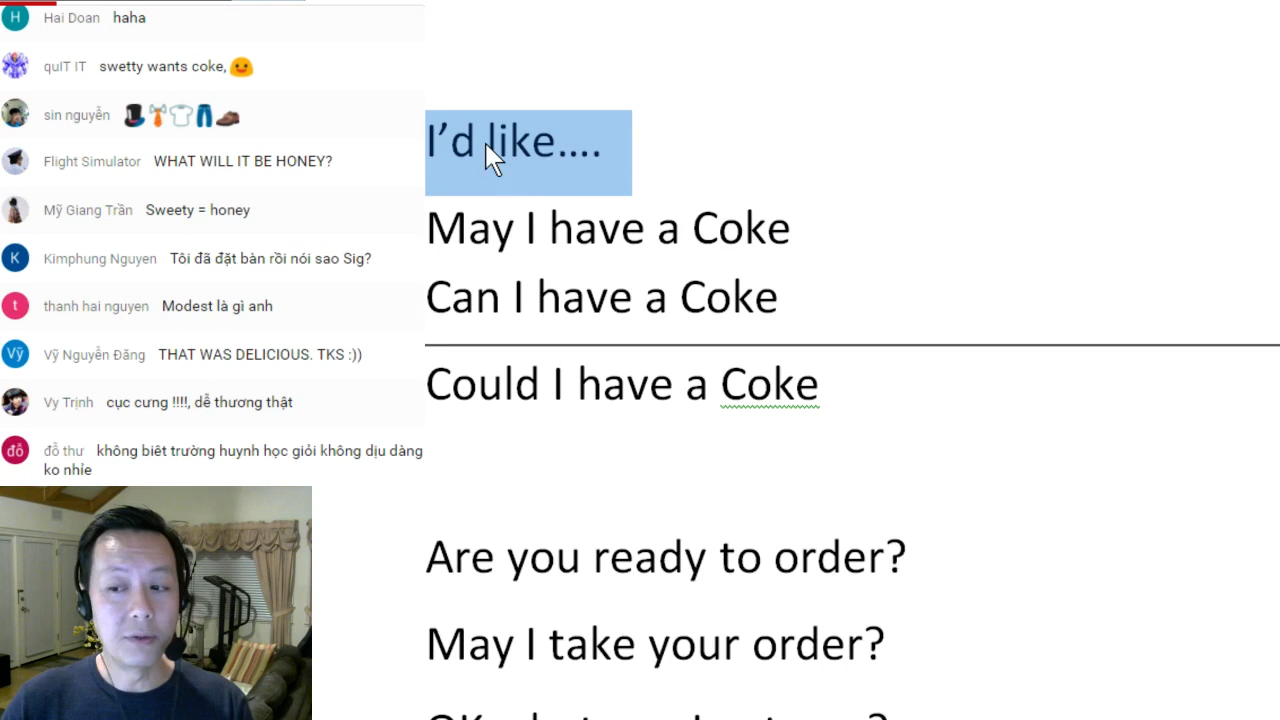 H Hai Doan haha
quIT IT swetty wants coke,
sin nguyễn
Flight Simulator WHAT WILL IT BE HONEY?
Mỹ Giang Trần Sweety = honey
K Kimphung Nguyen Tôi đã đặt bàn rồi nói sao Sig?
t thanh hai nguyen Modest là gì anh
Vỹ Vỹ Nguyễn Đăng THAT WAS DELICIOUS. TKS :))
Vy Trịnh cục cưng !!!!, dễ thương thật
đỗ đỗ thư không biêt trường huynh học giỏi không dịu dàng
ko nhỉe
I’d like….
May I have a Coke
Can I have a Coke
Could I have a Coke
Are you ready to order?
May I take your order?